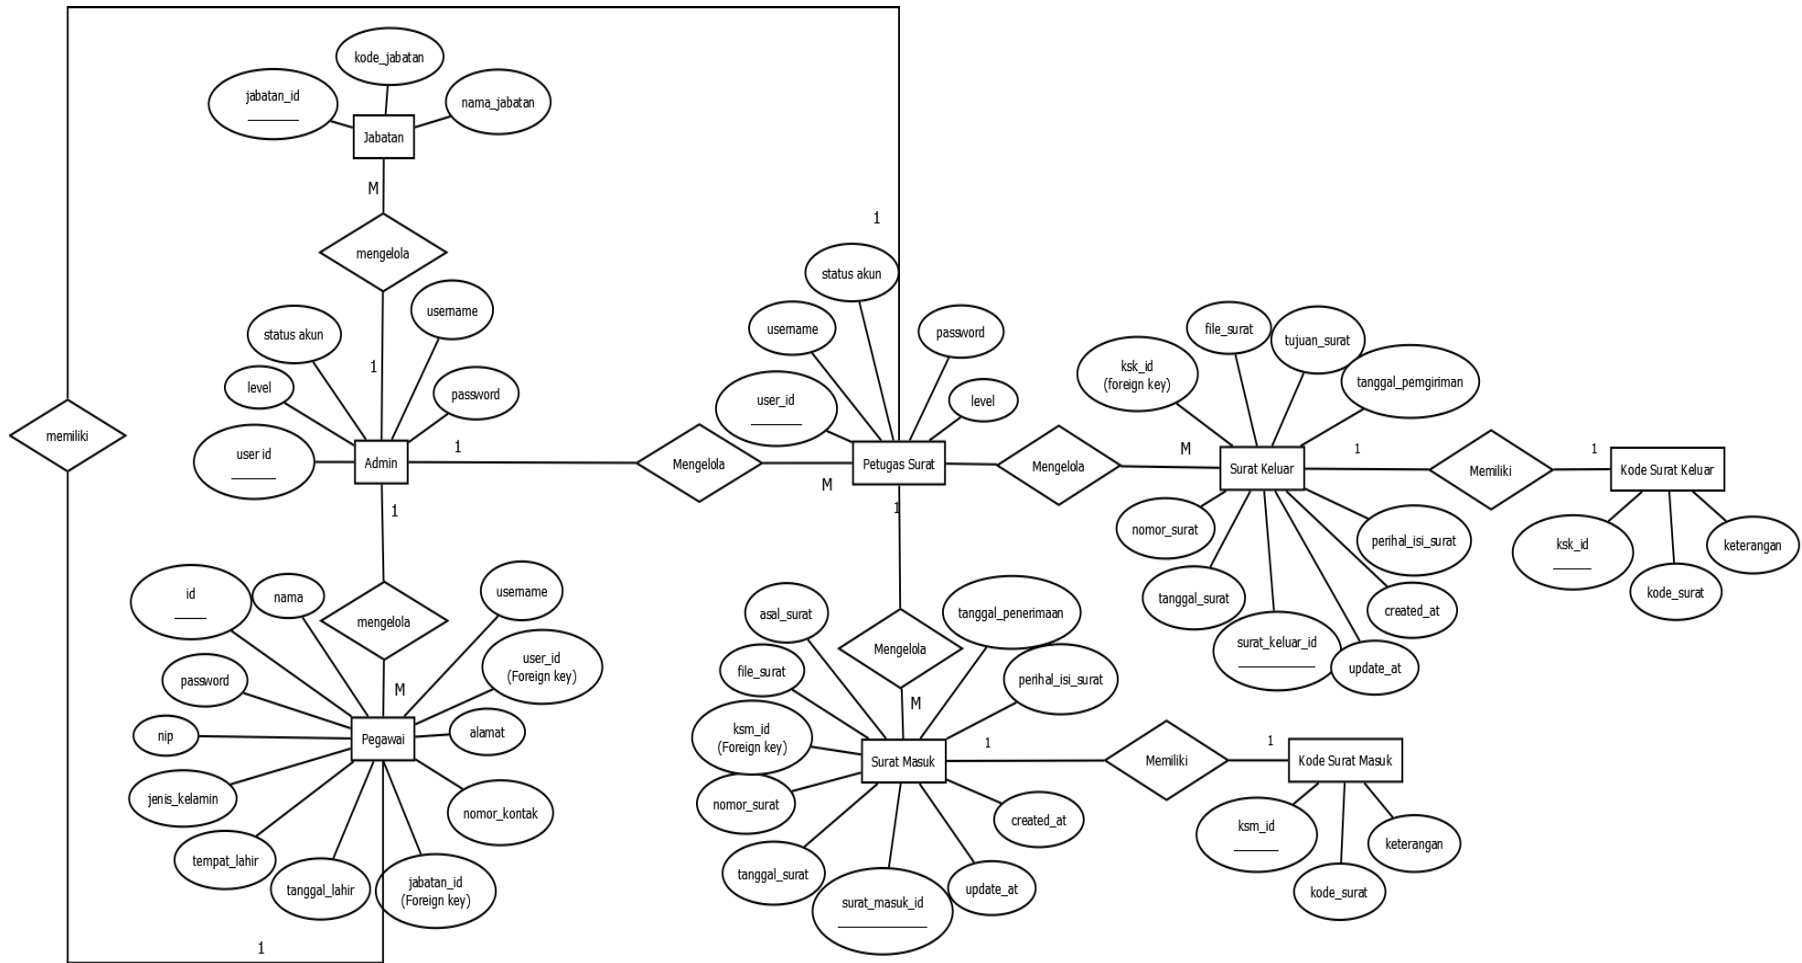 kode_jabatan
jabatan_id
nama_jabatan
Jabatan
M
mengelola
1
status akun
username
level
password
user id
Admin
1
Mengelola
M
1
1
status akun
username
password
user_id
level
Petugas Surat
1
Mengelola
M
file_surat
tujuan_surat
ksk_id
(foreign key)
tanggal_pemgiriman
Surat Keluar
1
Memiliki
1
Kode Surat Keluar
nomor_surat
perihal_isi_surat
tanggal_surat
created_at
surat_keluar_id
update_at
ksk_id
keterangan
kode_surat
memiliki
id
nama
mengelola
username
user_id
(Foreign key)
password
M
nip
Pegawai
alamat
jenis_kelamin
nomor_kontak
tempat_lahir
tanggal_lahir
jabatan_id
(Foreign key)
1
asal_surat
Mengelola
tanggal_penerimaan
file_surat
perihal_isi_surat
M
ksm_id
(Foreign key)
Surat Masuk
1
Memiliki
1
Kode Surat Masuk
nomor_surat
created_at
tanggal_surat
update_at
surat_masuk_id
ksm_id
keterangan
kode_surat